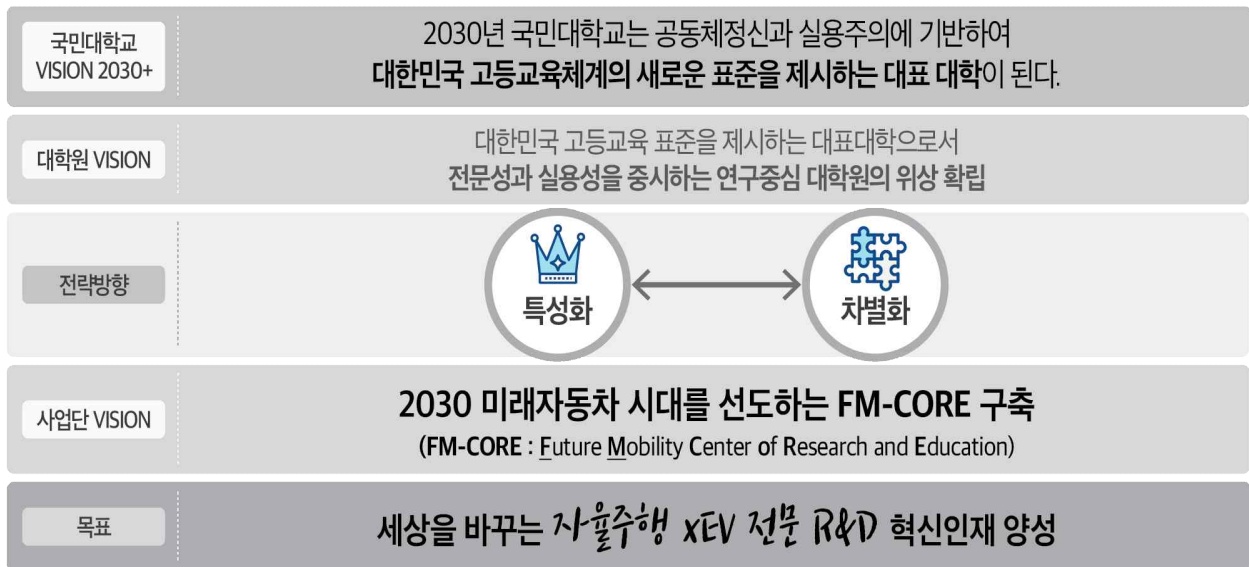 국민대학교
VISION 2030+
2030년 국민대학교는 공동체정신과 실용주의에 기반하여
대한민국 고등교육체계의 새로운 표준을 제시하는 대표 대학이 된다.
대학원 VISION
대한민국 고등교육 표준을 제시하는 대표대학으로서
전문성과 실용성을 중시하는 연구중심 대학원의 위상 확립
전략방향
특성화
차별화
사업단 VISION
2030 미래자동차 시대를 선도하는 FM-CORE 구축
(FM-CORE : Future Mobility Center of Research and Education)
목표
세상을 바꾸는 자율주행 xEV 전문 R&D 혁신인재 양성